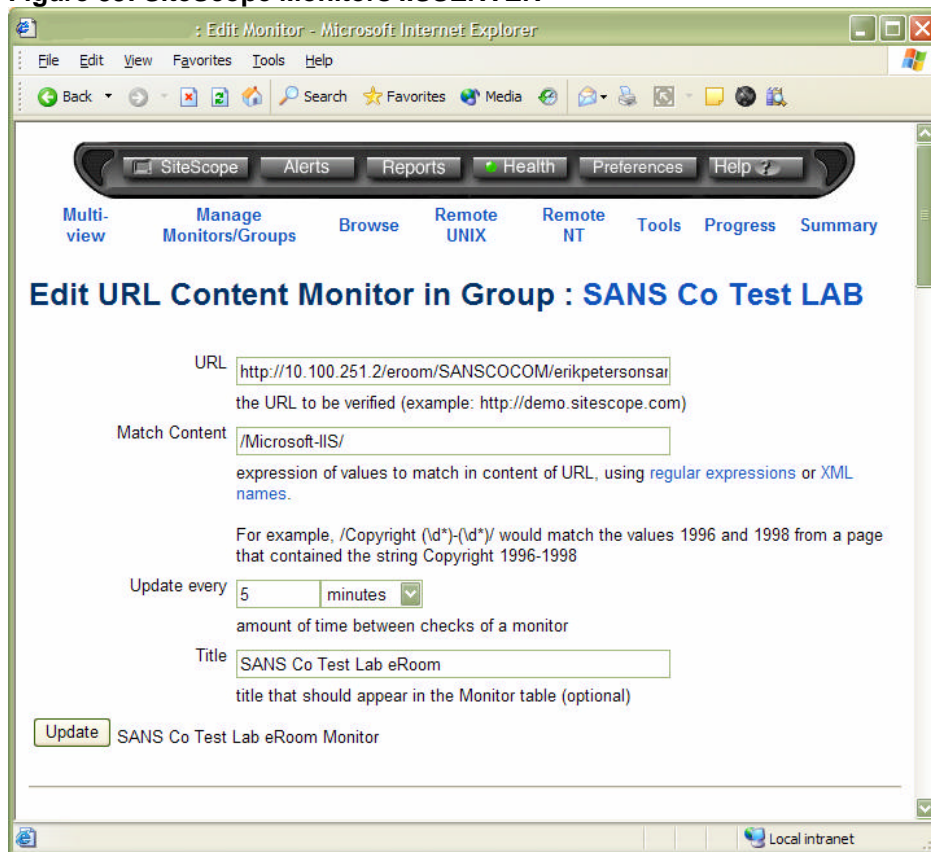 : Edit Monitor - Microsoft Internet Explorer
File Edit View Favorites Tools Help
Back Search Favorites Media
SiteScope Alerts Reports Health Preferences Help ?
Multi-view Manage Monitors/Groups Browse Remote UNIX Remote NT Tools Progress Summary
Edit URL Content Monitor in Group : SANS Co Test LAB
URL http://10.100.251.2/eroom/SANSCOCOM/erikpetersonsar
the URL to be verified (example: http://demo.sitescope.com)
Match Content /Microsoft-IIS/
expression of values to match in content of URL, using regular expressions or XML
names.
For example, /Copyright (\d*)-(\d*)/ would match the values 1996 and 1998 from a page
that contained the string Copyright 1996-1998
Update every 5 minutes
amount of time between checks of a monitor
Title SANS Co Test Lab eRoom
title that should appear in the Monitor table (optional)
Update SANS Co Test Lab eRoom Monitor
Local intranet